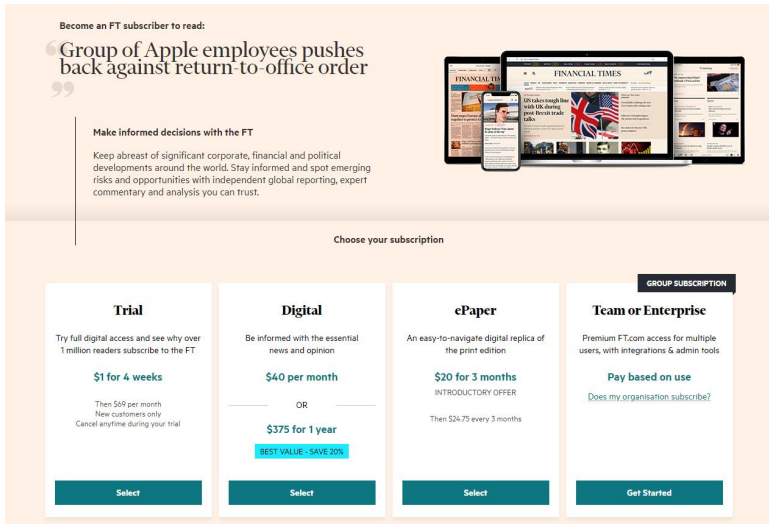 Become an FT subscriber to read:
“
Group of Apple employees pushes
back against return-to-office order
”
FINANCIAL TIMES
US takes tough line
with UK during
post-Brexit trade
talks
Make informed decisions with the FT
Keep abreast of significant corporate, financial and political
developments around the world. Stay informed and spot emerging
risks and opportunities with independent global reporting, expert
commentary and analysis you can trust.
Choose your subscription
Trial
Try full digital access and see why over
1 million readers subscribe to the FT
$1 for 4 weeks
Then $69 per month
New customers only
Cancel anytime during your trial
Select
Digital
Be informed with the essential
news and opinion
$40 per month
OR
$375 for 1 year
BEST VALUE - SAVE 20%
Select
ePaper
An easy-to-navigate digital replica of
the print edition
$20 for 3 months
INTRODUCTORY OFFER
Then $24.75 every 3 months
Select
GROUP SUBSCRIPTION
Team or Enterprise
Premium FT.com access for multiple
users, with integrations & admin tools
Pay based on use
Does my organisation subscribe?
Get Started